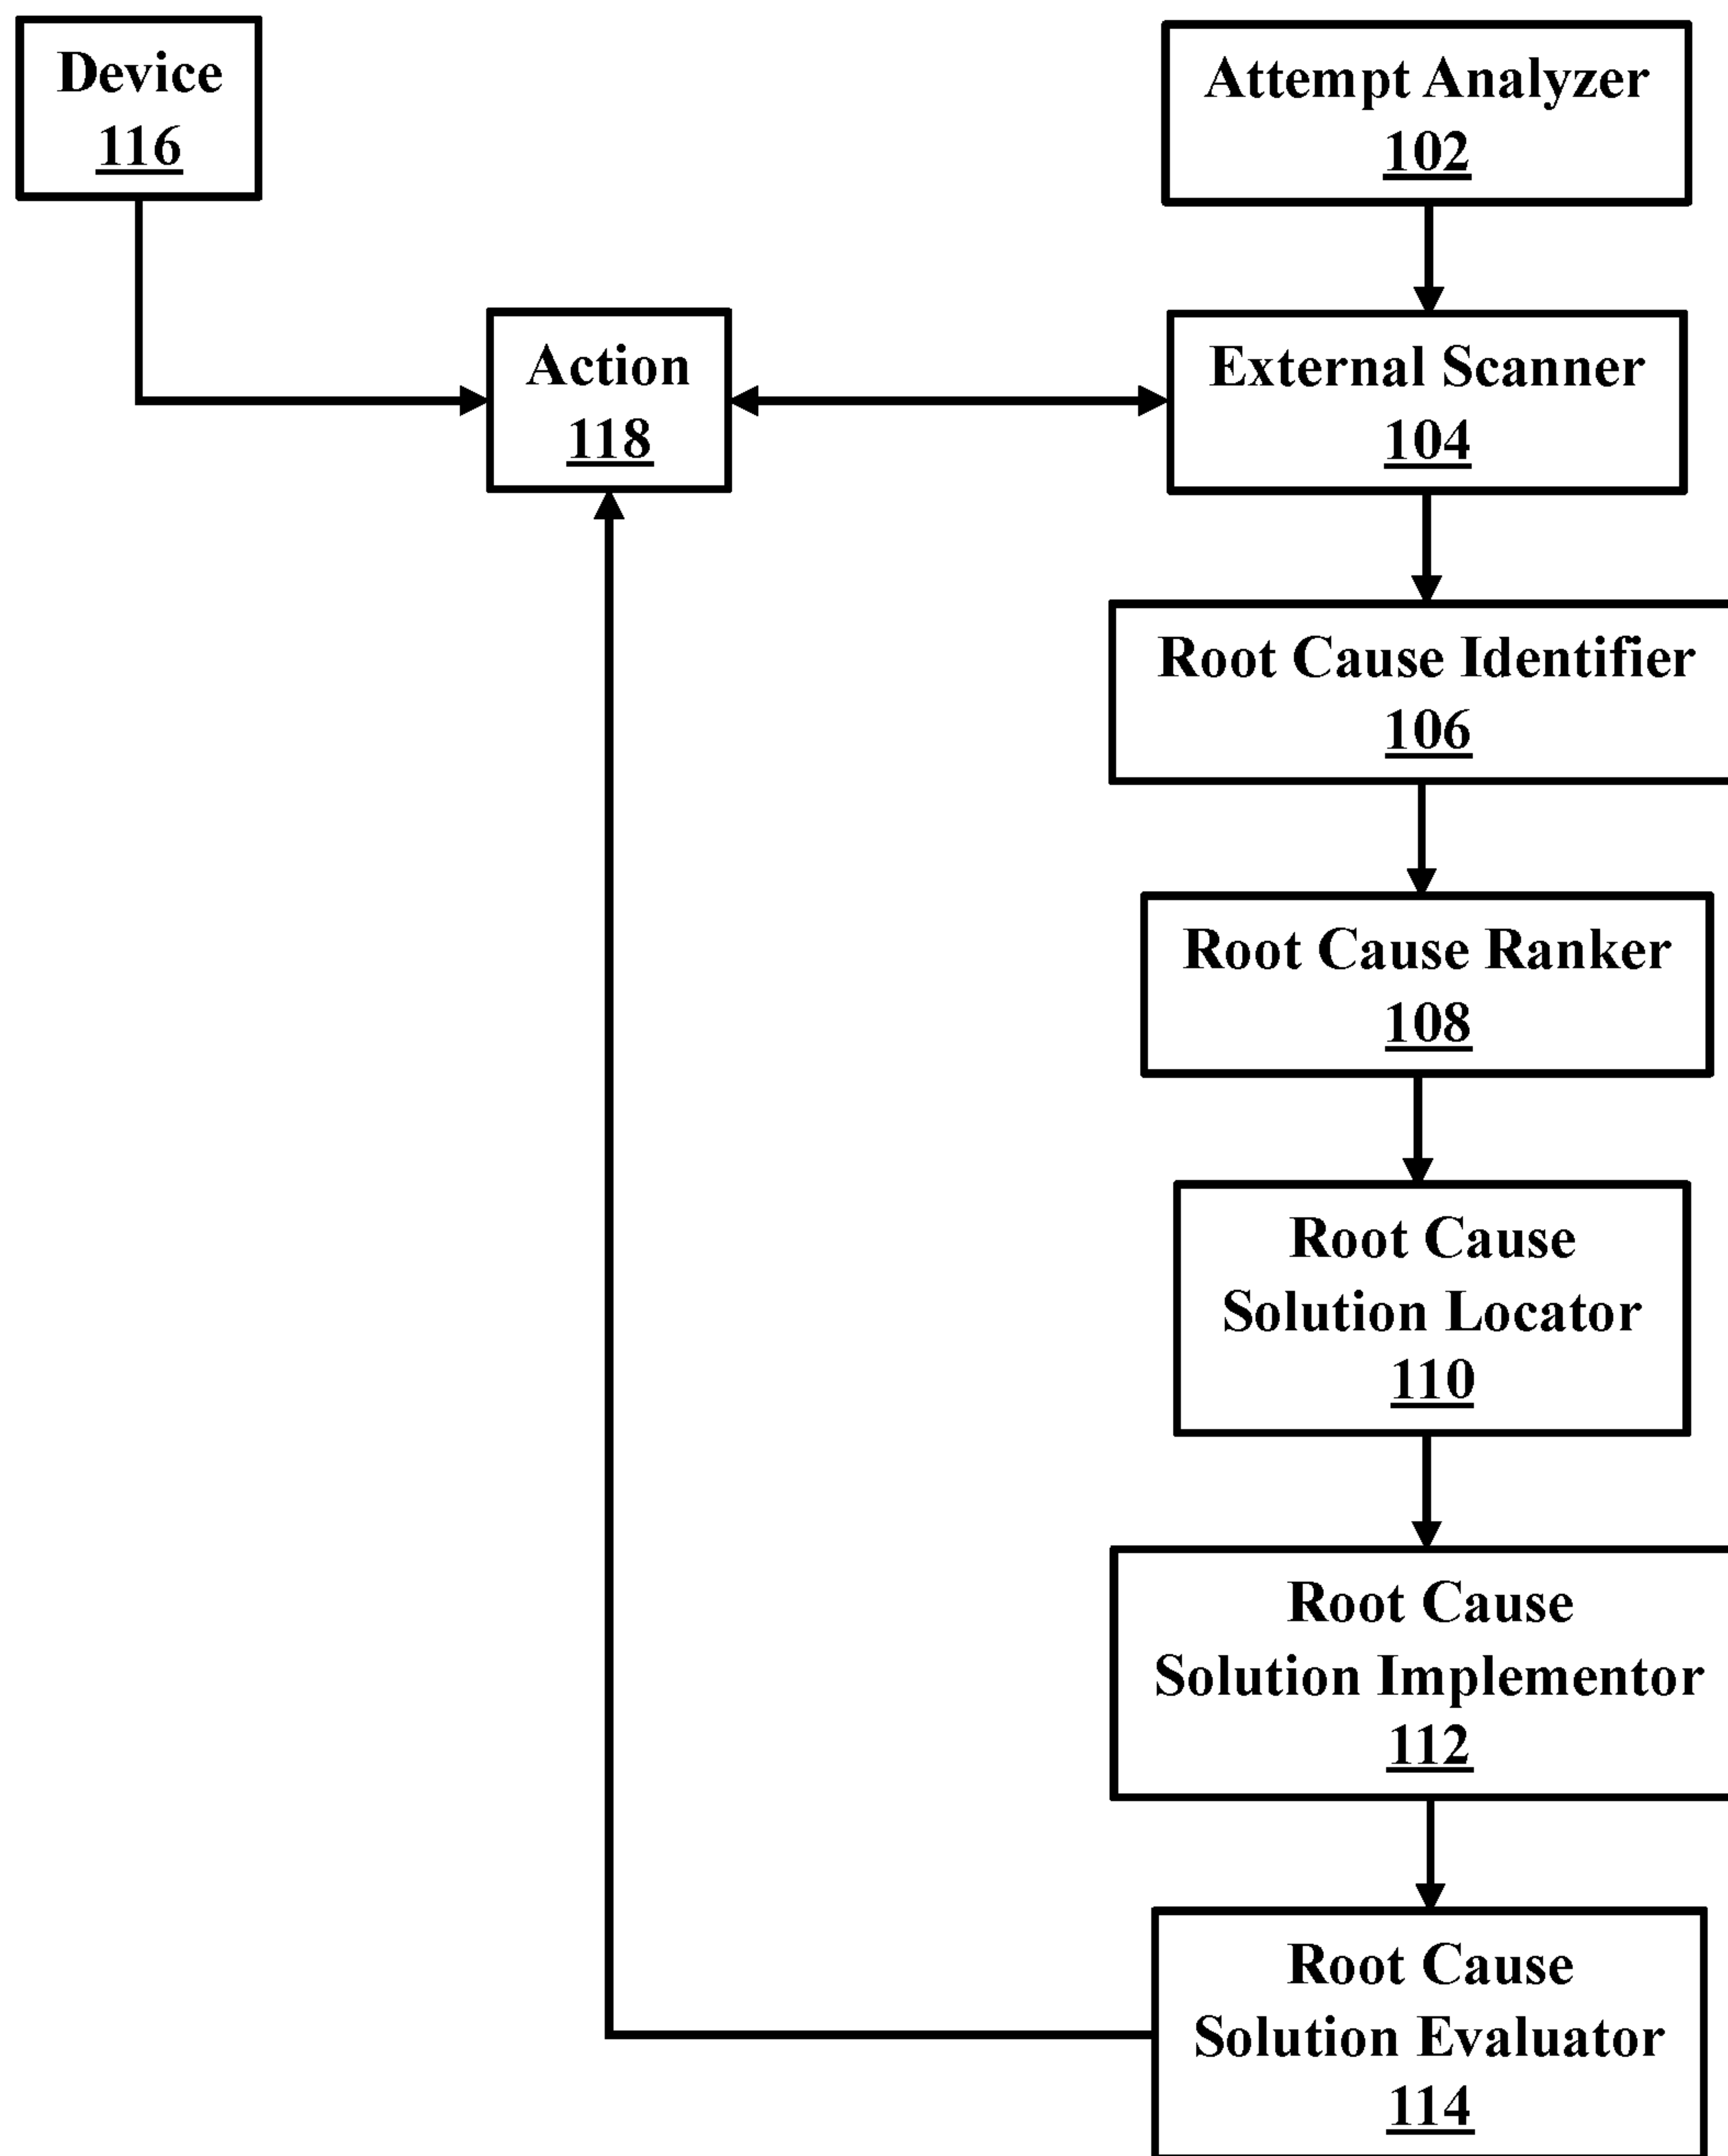 Device
116
Attempt Analyzer
102
Action
118
External Scanner
104
Root Cause Identifier
106
Root Cause Ranker
108
Root Cause
Solution Locator
110
Root Cause
Solution Implementor
112
Root Cause
Solution Evaluator
114